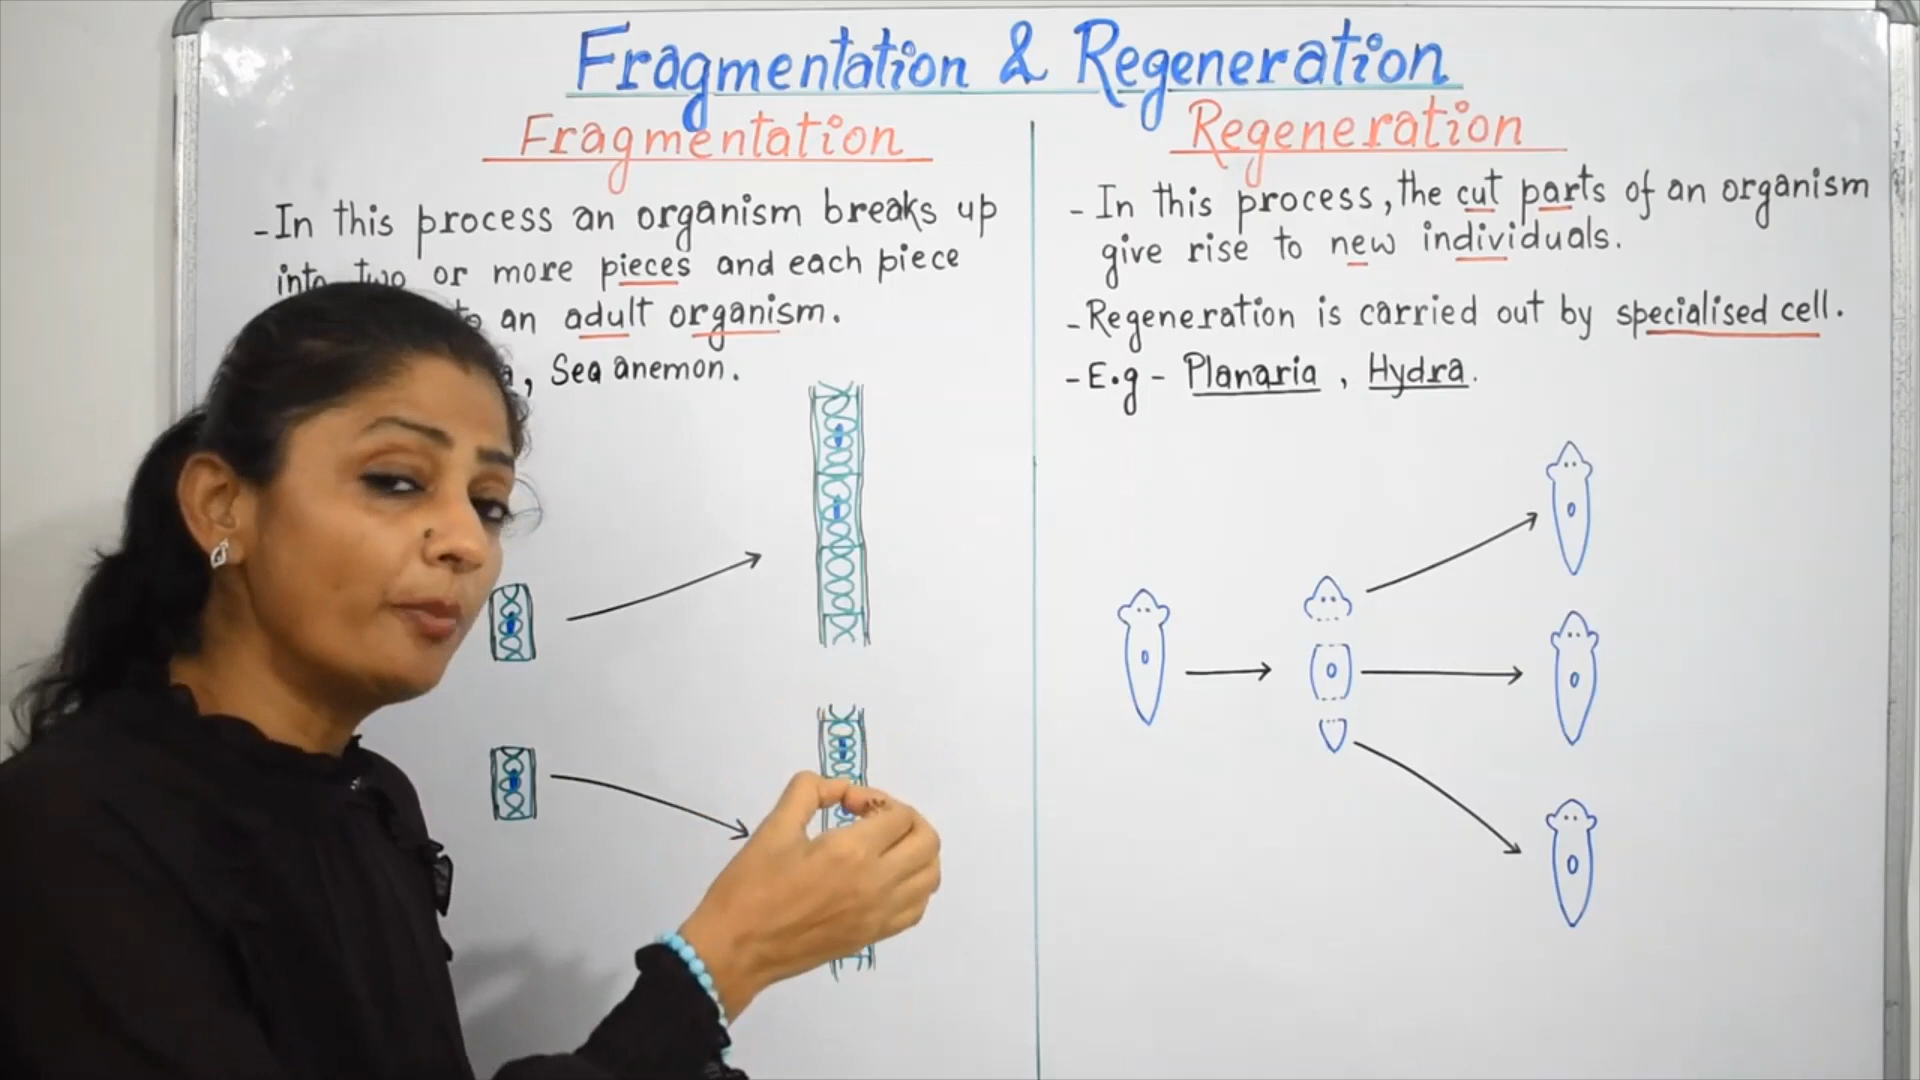 Fragmentation & Regeneration
Fragmentation
- In this process an organism breaks up
into two or more pieces and each piece
an adult organism.
, Sea anemon.
Regeneration
- In this process, the cut parts of an organism
give rise to new individuals.
- Regeneration is carried out by specialised cell.
- E.g - Planaria , Hydra.